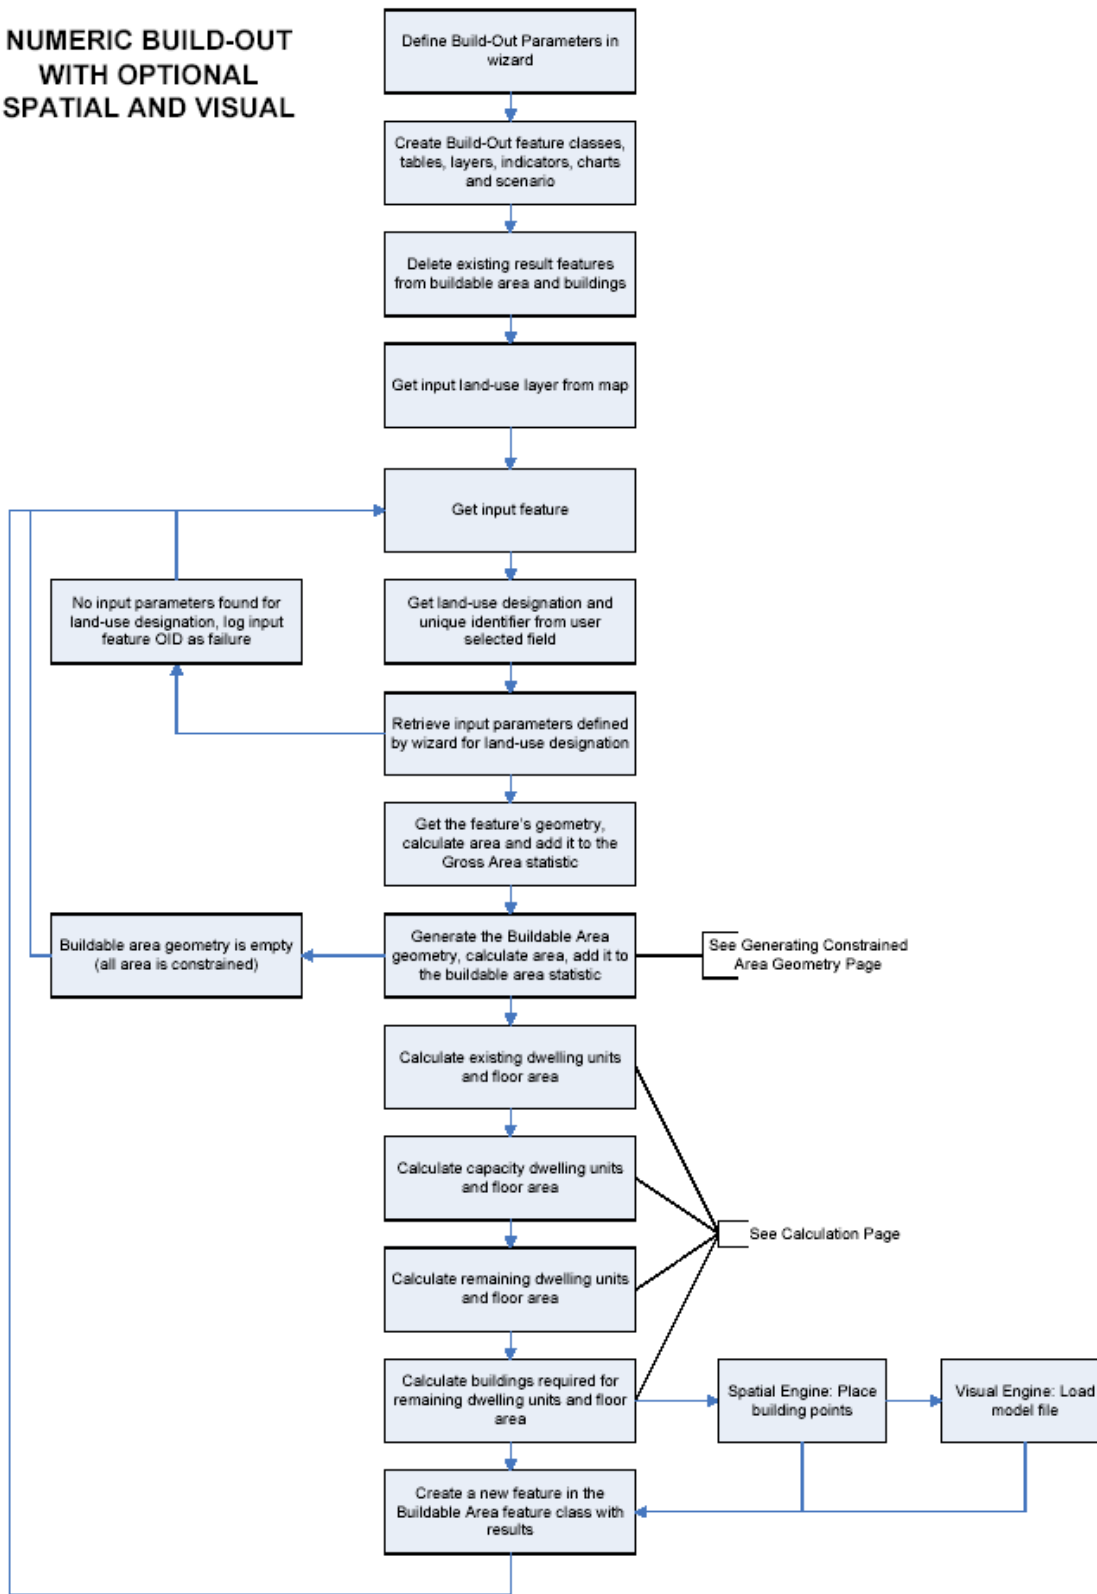 NUMERIC BUILD-OUT
WITH OPTIONAL
SPATIAL AND VISUAL
Define Build-Out Parameters in
wizard
Create Build-Out feature classes,
tables, layers, indicators, charts
and scenario
Delete existing result features
from buildable area and buildings
Get input land-use layer from map
Get input feature
No input parameters found for
land-use designation, log input
feature OID as failure
Get land-use designation and
unique identifier from user
selected field
Retrieve input parameters defined
by wizard for land-use designation
Get the feature's geometry,
calculate area and add it to the
Gross Area statistic
Buildable area geometry is empty
(all area is constrained)
Generate the Buildable Area
geometry, calculate area, add it to
the buildable area statistic
See Generating Constrained
Area Geometry Page
Calculate existing dwelling units
and floor area
Calculate capacity dwelling units
and floor area
See Calculation Page
Calculate remaining dwelling units
and floor area
Calculate buildings required for
remaining dwelling units and floor
area
Spatial Engine: Place
building points
Visual Engine: Load
model file
Create a new feature in the
Buildable Area feature class with
results